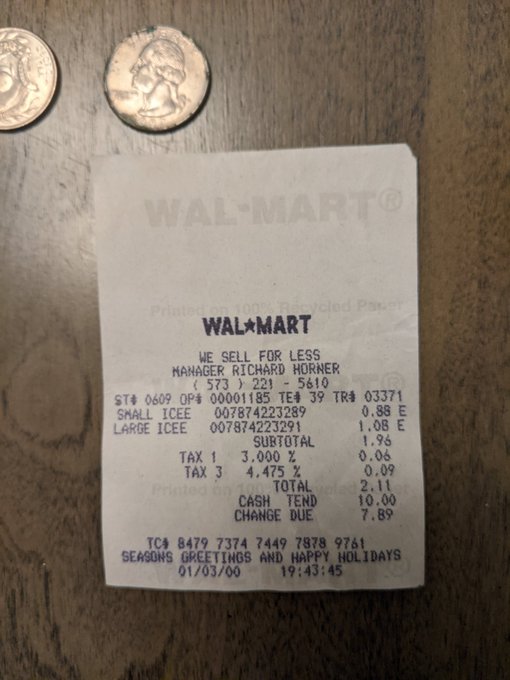 WAL•MART®
Printed on 100% Recycled Paper
WAL★MART
WE SELL FOR LESS
MANAGER RICHARD HORNER
( 573 ) 221 - 5610
ST# 0609 OP# 00001185 TE# 39 TR# 03371
SMALL ICEE 007874223289 0.88 E
LARGE ICEE 007874223291 1.08 E
SUBTOTAL 1.96
TAX 1 3.000 % 0.06
TAX 3 4.475 % 0.09
TOTAL 2.11
CASH TEND 10.00
CHANGE DUE 7.89
TC# 8479 7374 7449 7878 9761
SEASONS GREETINGS AND HAPPY HOLIDAYS
01/03/00 19:43:45